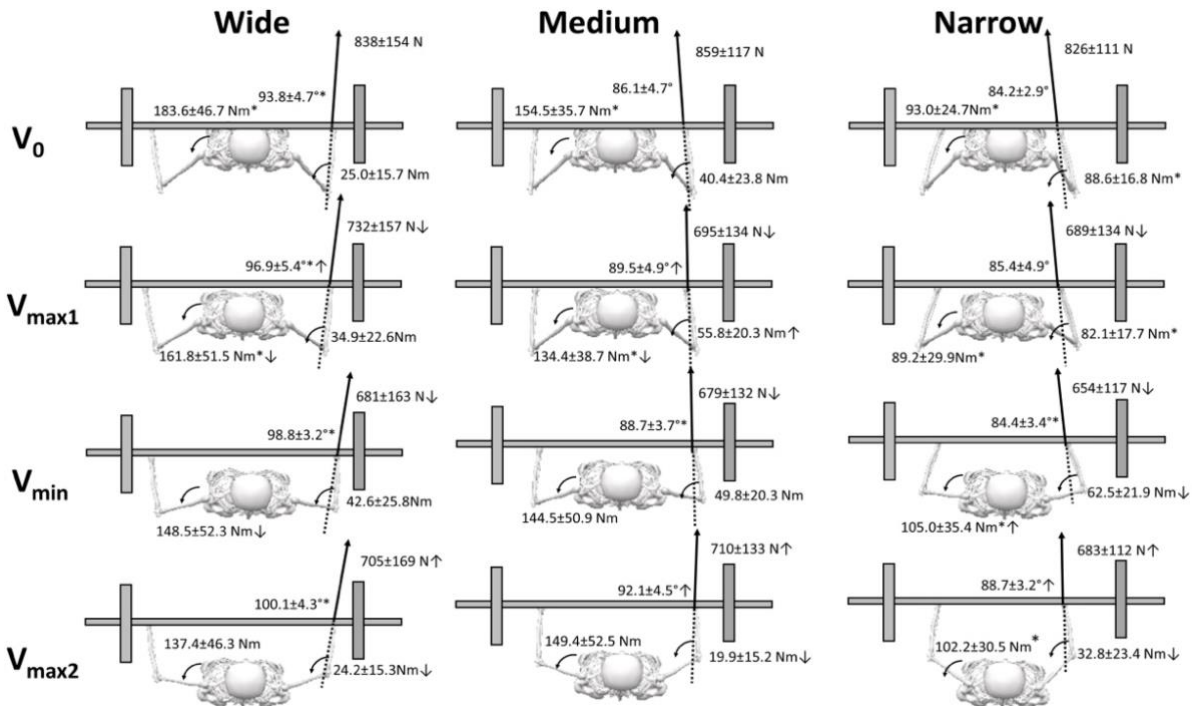 Wide
Medium
Narrow
V0
838±154 N
93.8±4.7°*
183.6±46.7 Nm*
25.0±15.7 Nm
859±117 N
86.1±4.7°
154.5±35.7 Nm*
40.4±23.8 Nm
826±111 N
84.2±2.9°
93.0±24.7Nm*
88.6±16.8 Nm*
Vmax1
732±157 N↓
96.9±5.4°*↑
34.9±22.6Nm
161.8±51.5 Nm*↓
695±134 N↓
89.5±4.9°↑
55.8±20.3 Nm↑
134.4±38.7 Nm*↓
689±134 N↓
85.4±4.9°
82.1±17.7 Nm*
89.2±29.9Nm*
Vmin
681±163 N↓
98.8±3.2°*
42.6±25.8Nm
148.5±52.3 Nm↓
679±132 N↓
88.7±3.7°*
49.8±20.3 Nm
144.5±50.9 Nm
654±117 N↓
84.4±3.4°*
62.5±21.9 Nm↓
105.0±35.4 Nm*↑
Vmax2
705±169 N↑
100.1±4.3°*
137.4±46.3 Nm
24.2±15.3Nm↓
710±133 N↑
92.1±4.5°↑
149.4±52.5 Nm
19.9±15.2 Nm↓
683±112 N↑
88.7±3.2°↑
102.2±30.5 Nm*
32.8±23.4 Nm↓